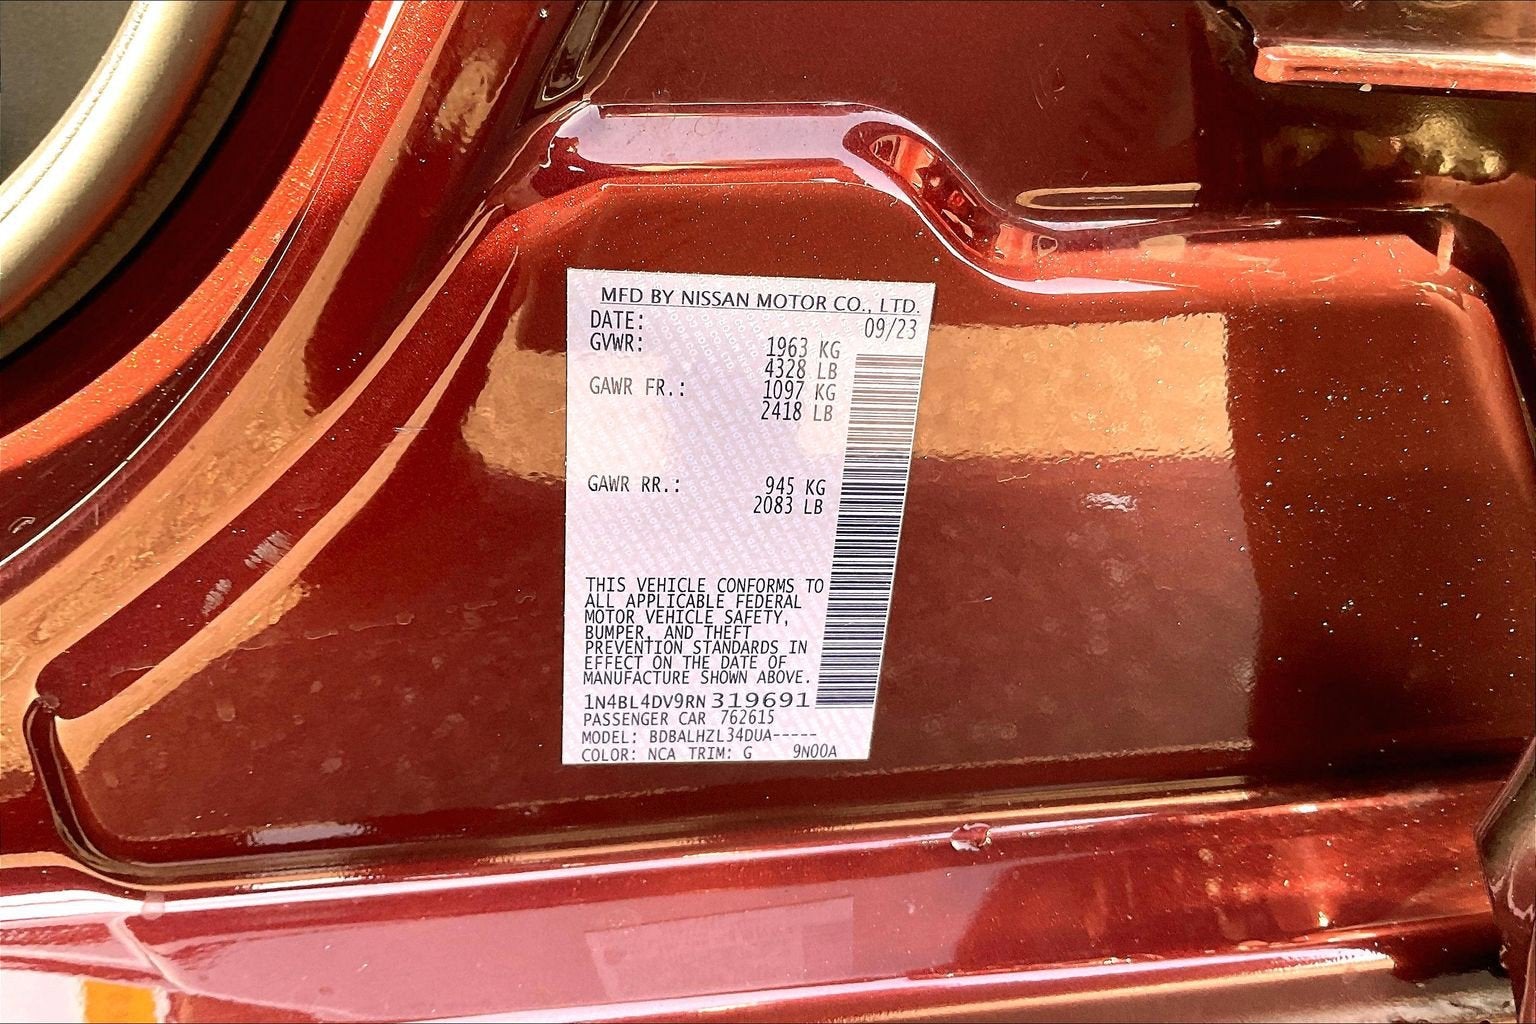 MFD BY NISSAN MOTOR CO., LTD.
DATE: 09/23
GVWR: 1963 KG
4328 LB
GAWR FR.: 1097 KG
2418 LB
GAWR RR.: 945 KG
2083 LB
THIS VEHICLE CONFORMS TO
ALL APPLICABLE FEDERAL
MOTOR VEHICLE SAFETY,
BUMPER, AND THEFT
PREVENTION STANDARDS IN
EFFECT ON THE DATE OF
MANUFACTURE SHOWN ABOVE.
1N4BL4DV9RN319691
PASSENGER CAR 762615
MODEL: BDBALHZL34DUA-----
COLOR: NCA TRIM: G 9N00A